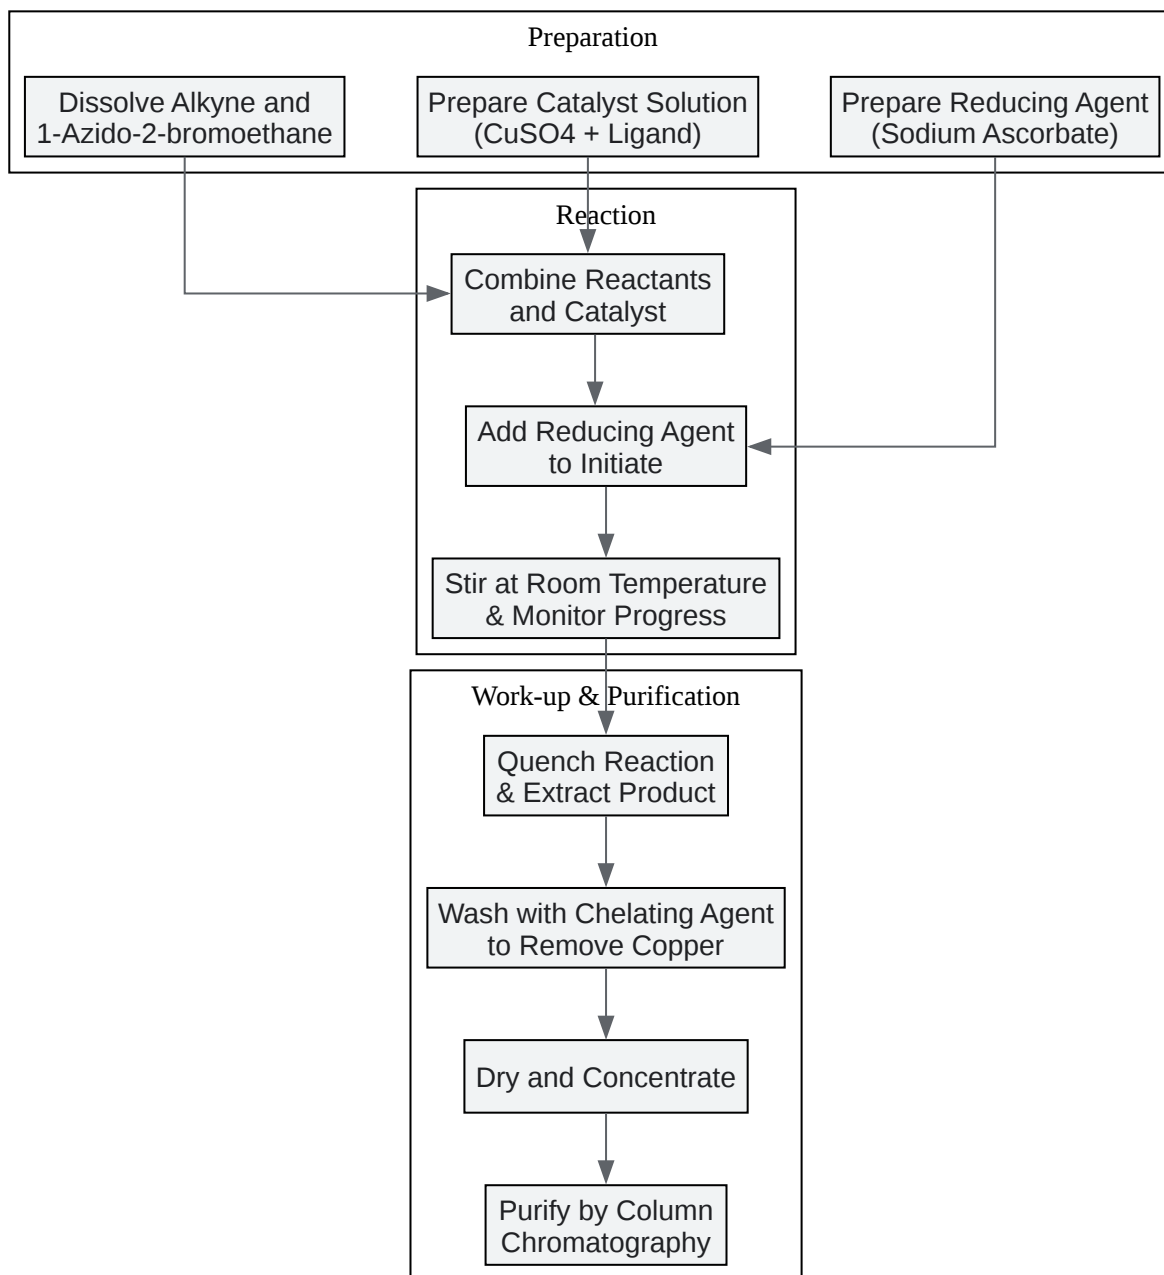 Preparation
Dissolve Alkyne and
1-Azido-2-bromoethane
Prepare Catalyst Solution
(CuSO4 + Ligand)
Prepare Reducing Agent
(Sodium Ascorbate)
Reaction
Combine Reactants
and Catalyst
Add Reducing Agent
to Initiate
Stir at Room Temperature
& Monitor Progress
Work-up & Purification
Quench Reaction
& Extract Product
Wash with Chelating Agent
to Remove Copper
Dry and Concentrate
Purify by Column
Chromatography